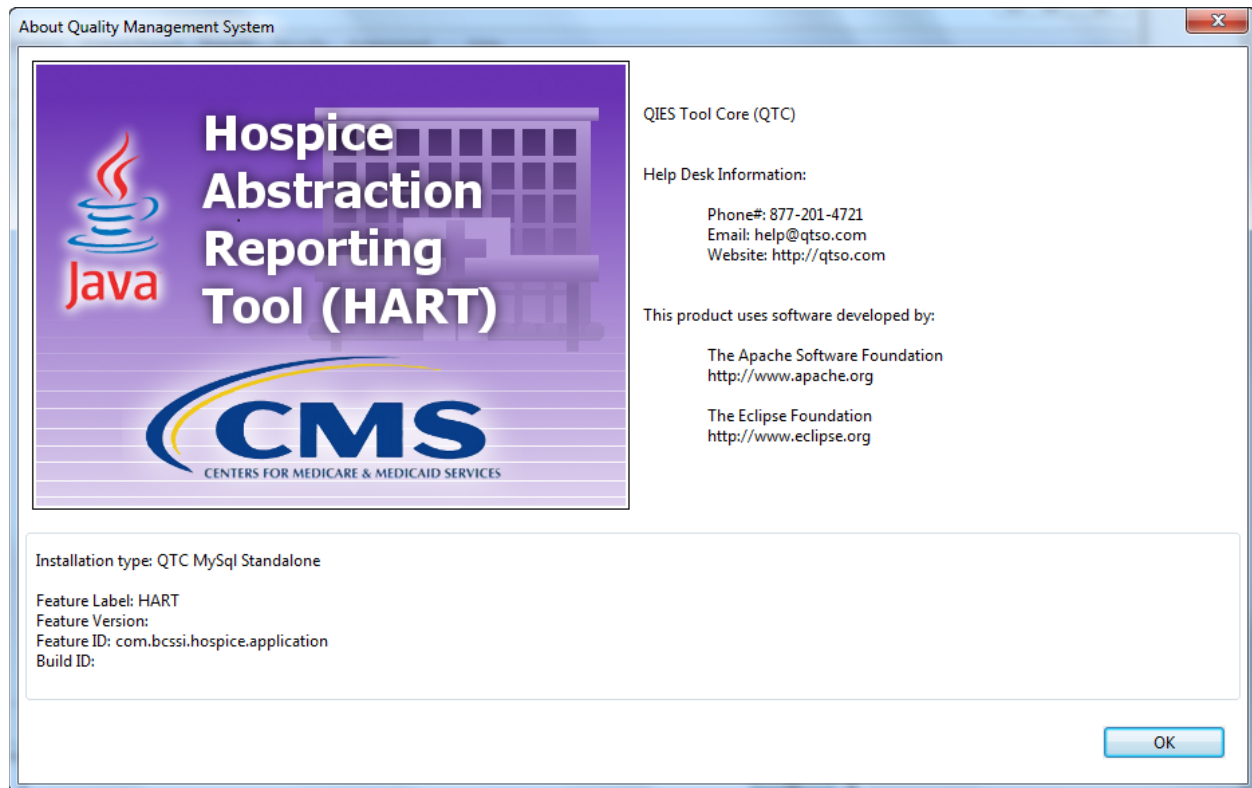 About Quality Management System
Java
Hospice
Abstraction
Reporting
Tool (HART)
CMS
CENTERS FOR MEDICARE & MEDICAID SERVICES
QIES Tool Core (QTC)
Help Desk Information:
Phone#: 877-201-4721
Email: help@qtso.com
Website: http://qtso.com
This product uses software developed by:
The Apache Software Foundation
http://www.apache.org
The Eclipse Foundation
http://www.eclipse.org
Installation type: QTC MySql Standalone
Feature Label: HART
Feature Version:
Feature ID: com.bcssi.hospice.application
Build ID:
OK